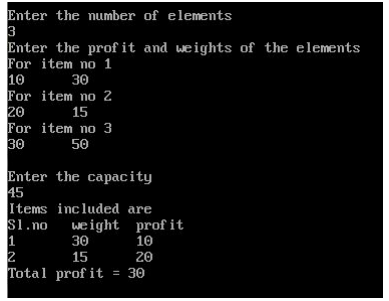 Enter the number of elements
3
Enter the profit and weights of the elements
For item no 1
10 30
For item no 2
20 15
For item no 3
30 50
Enter the capacity
45
Items included are
Sl.no weight profit
1 30 10
2 15 20
Total profit = 30